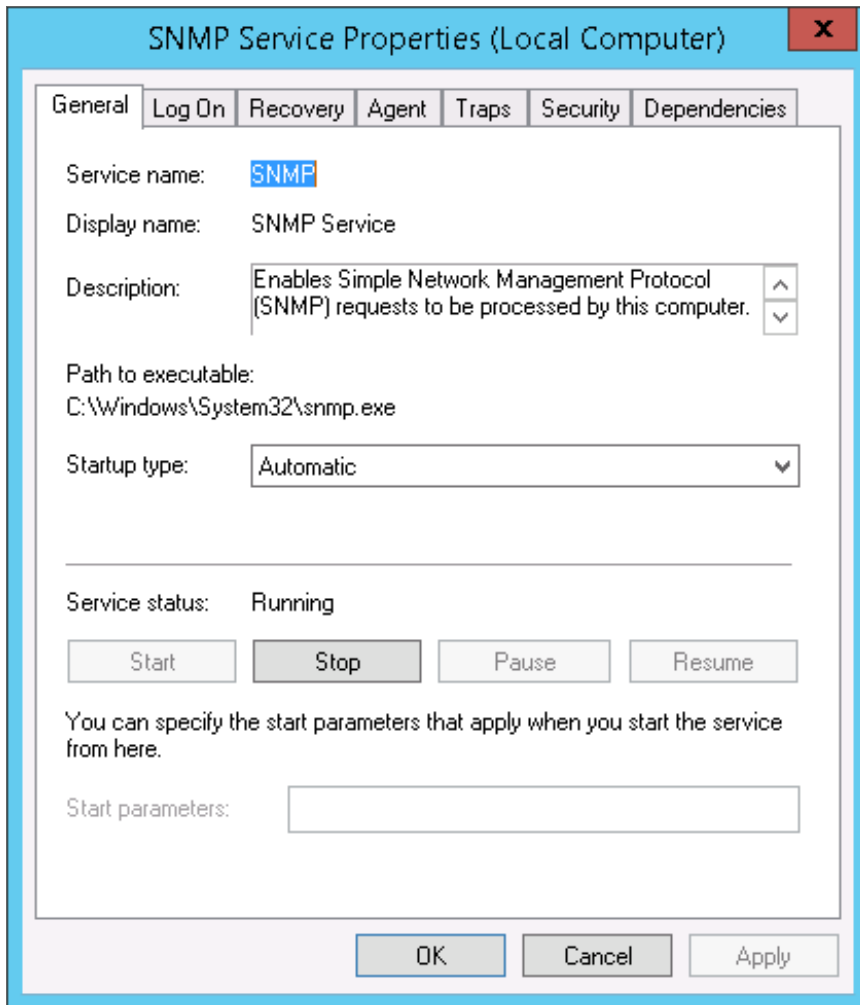 SNMP Service Properties (Local Computer)
x
General Log On Recovery Agent Traps Security Dependencies
Service name: SNMP
Display name: SNMP Service
Description: Enables Simple Network Management Protocol
(SNMP) requests to be processed by this computer.
Path to executable:
C:\Windows\System32\snmp.exe
Startup type: Automatic
Service status: Running
Start Stop Pause Resume
You can specify the start parameters that apply when you start the service
from here.
Start parameters:
OK Cancel Apply